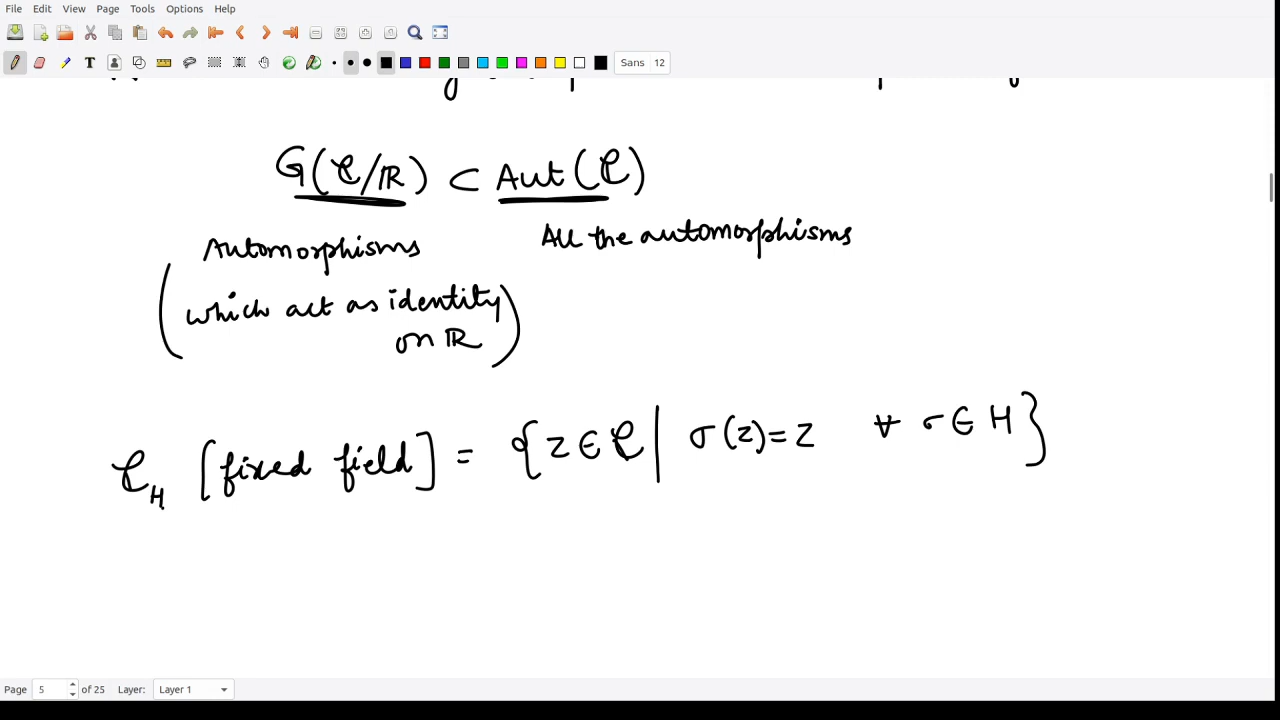 File Edit View Page Tools Options Help
Sans 12
G(ℂ/ℝ) ⊂ Aut(ℂ)
Automorphisms
All the automorphisms
(which act as identity
on ℝ)
ℂ_H [fixed field] = {z ∈ ℂ | σ(z)=z ∀ σ ∈ H}
Page 5 of 25 Layer: Layer 1